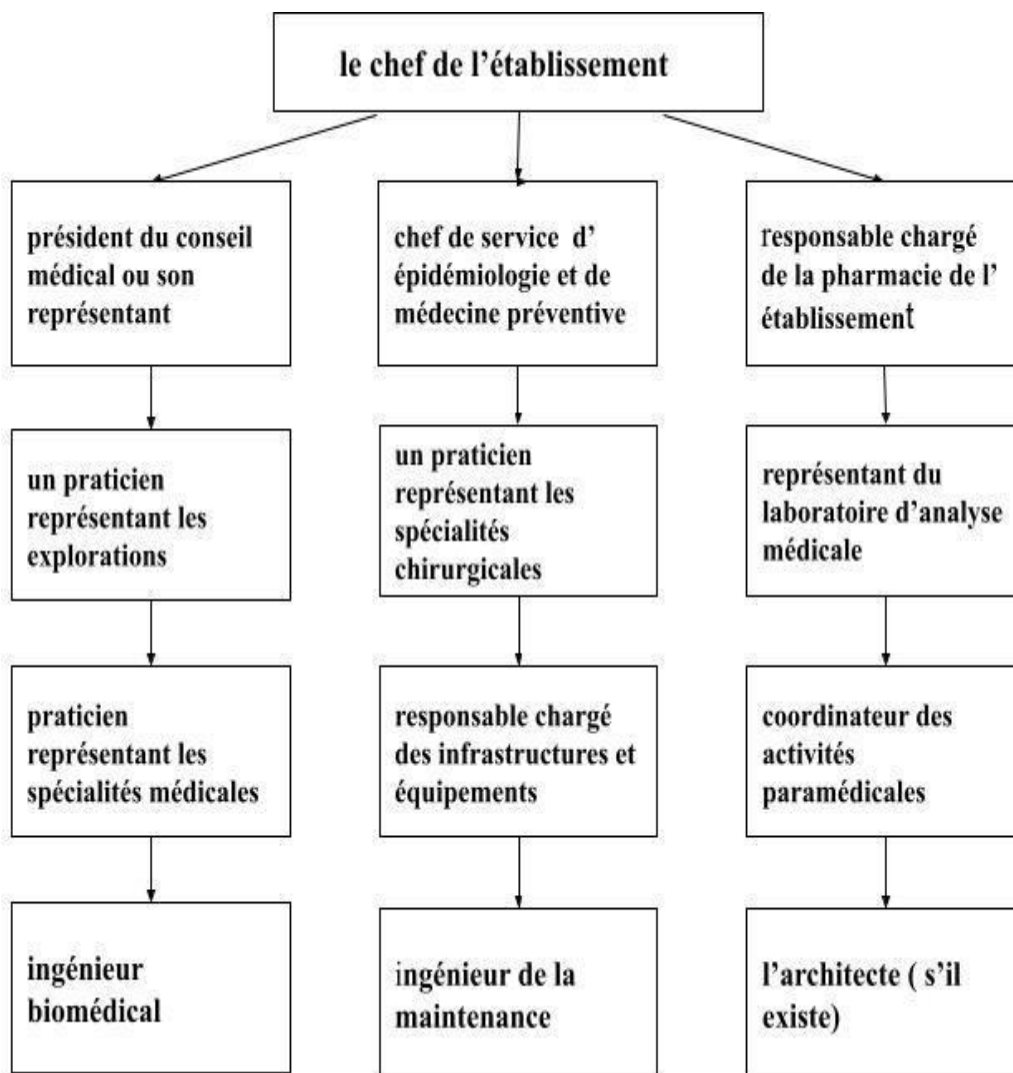 le chef de l'établissement
président du conseil
médical ou son
représentant
chef de service d'
épidémiologie et de
médecine préventive
responsable chargé
de la pharmacie de l'
établissement
un praticien
représentant les
explorations
un praticien
représentant les
spécialités
chirurgicales
représentant du
laboratoire d'analyse
médicale
praticien
représentant les
spécialités médicales
responsable chargé
des infrastructures et
équipements
coordinateur des
activités
paramédicales
ingénieur
biomédical
ingénieur de la
maintenance
l'architecte ( s'il
existe)